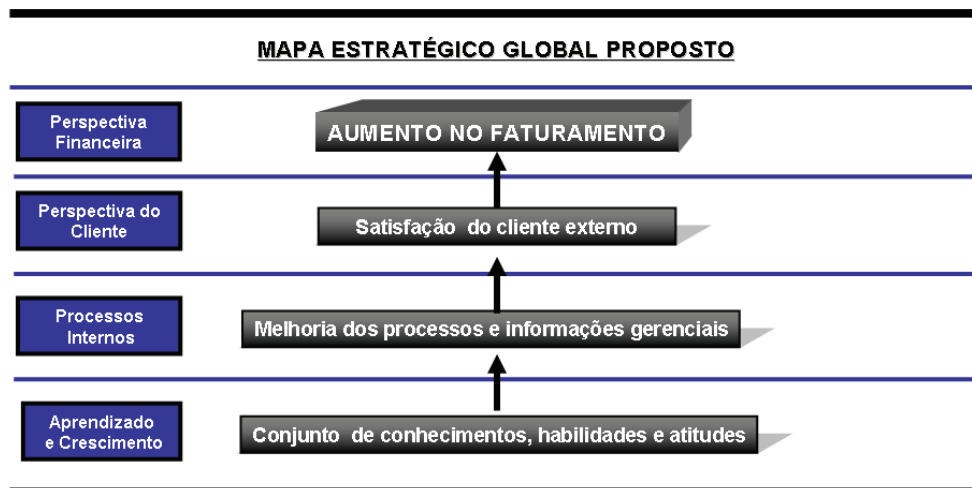 MAPA ESTRATÉGICO GLOBAL PROPOSTO
Perspectiva
Financeira
AUMENTO NO FATURAMENTO
Perspectiva do
Cliente
Satisfação do cliente externo
Processos
Internos
Melhoria dos processos e informações gerenciais
Aprendizado
e Crescimento
Conjunto de conhecimentos, habilidades e atitudes